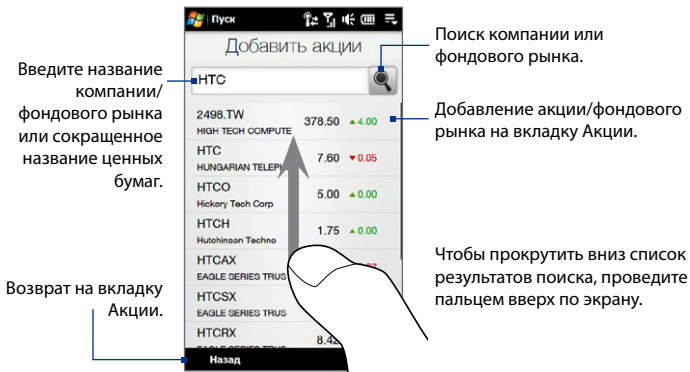 Пуск
Добавить акции
HTC
2498.TW
378.50 4.00
HIGH TECH COMPUTE
HTC
7.60 0.05
HUNGARIAN TELEPH
HTCO
5.00 0.00
Hickory Tech Corp
HTCH
1.75 0.00
Hutchinson Techno
HTCAX
EAGLE SERIES TRUS
HTCSX
EAGLE SERIES TRUS
HTCRX
8.42
EAGLE SERIES TRUS
Назад
Введите название
компании/
фондового рынка
или сокращенное
название ценных
бумаг.
Возврат на вкладку
Акции.
Поиск компании или
фондового рынка.
Добавление акции/фондового
рынка на вкладку Акции.
Чтобы прокрутить вниз список
результатов поиска, проведите
пальцем вверх по экрану.